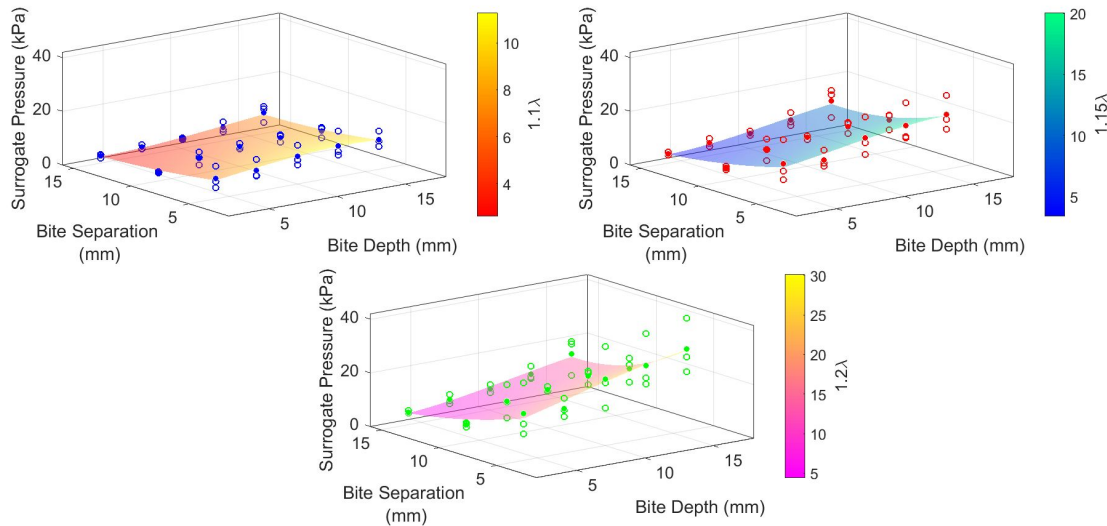 Surrogate Pressure (kPa)
40
20
0
15
10
5
Bite Separation
(mm)
5
10
15
Bite Depth (mm)
10
8
6
4
1.1λ
Surrogate Pressure (kPa)
40
20
0
15
10
5
Bite Separation
(mm)
5
10
15
Bite Depth (mm)
20
15
10
5
1.15λ
Surrogate Pressure (kPa)
40
20
0
15
10
5
Bite Separation
(mm)
5
10
15
Bite Depth (mm)
30
25
20
15
10
5
1.2λ